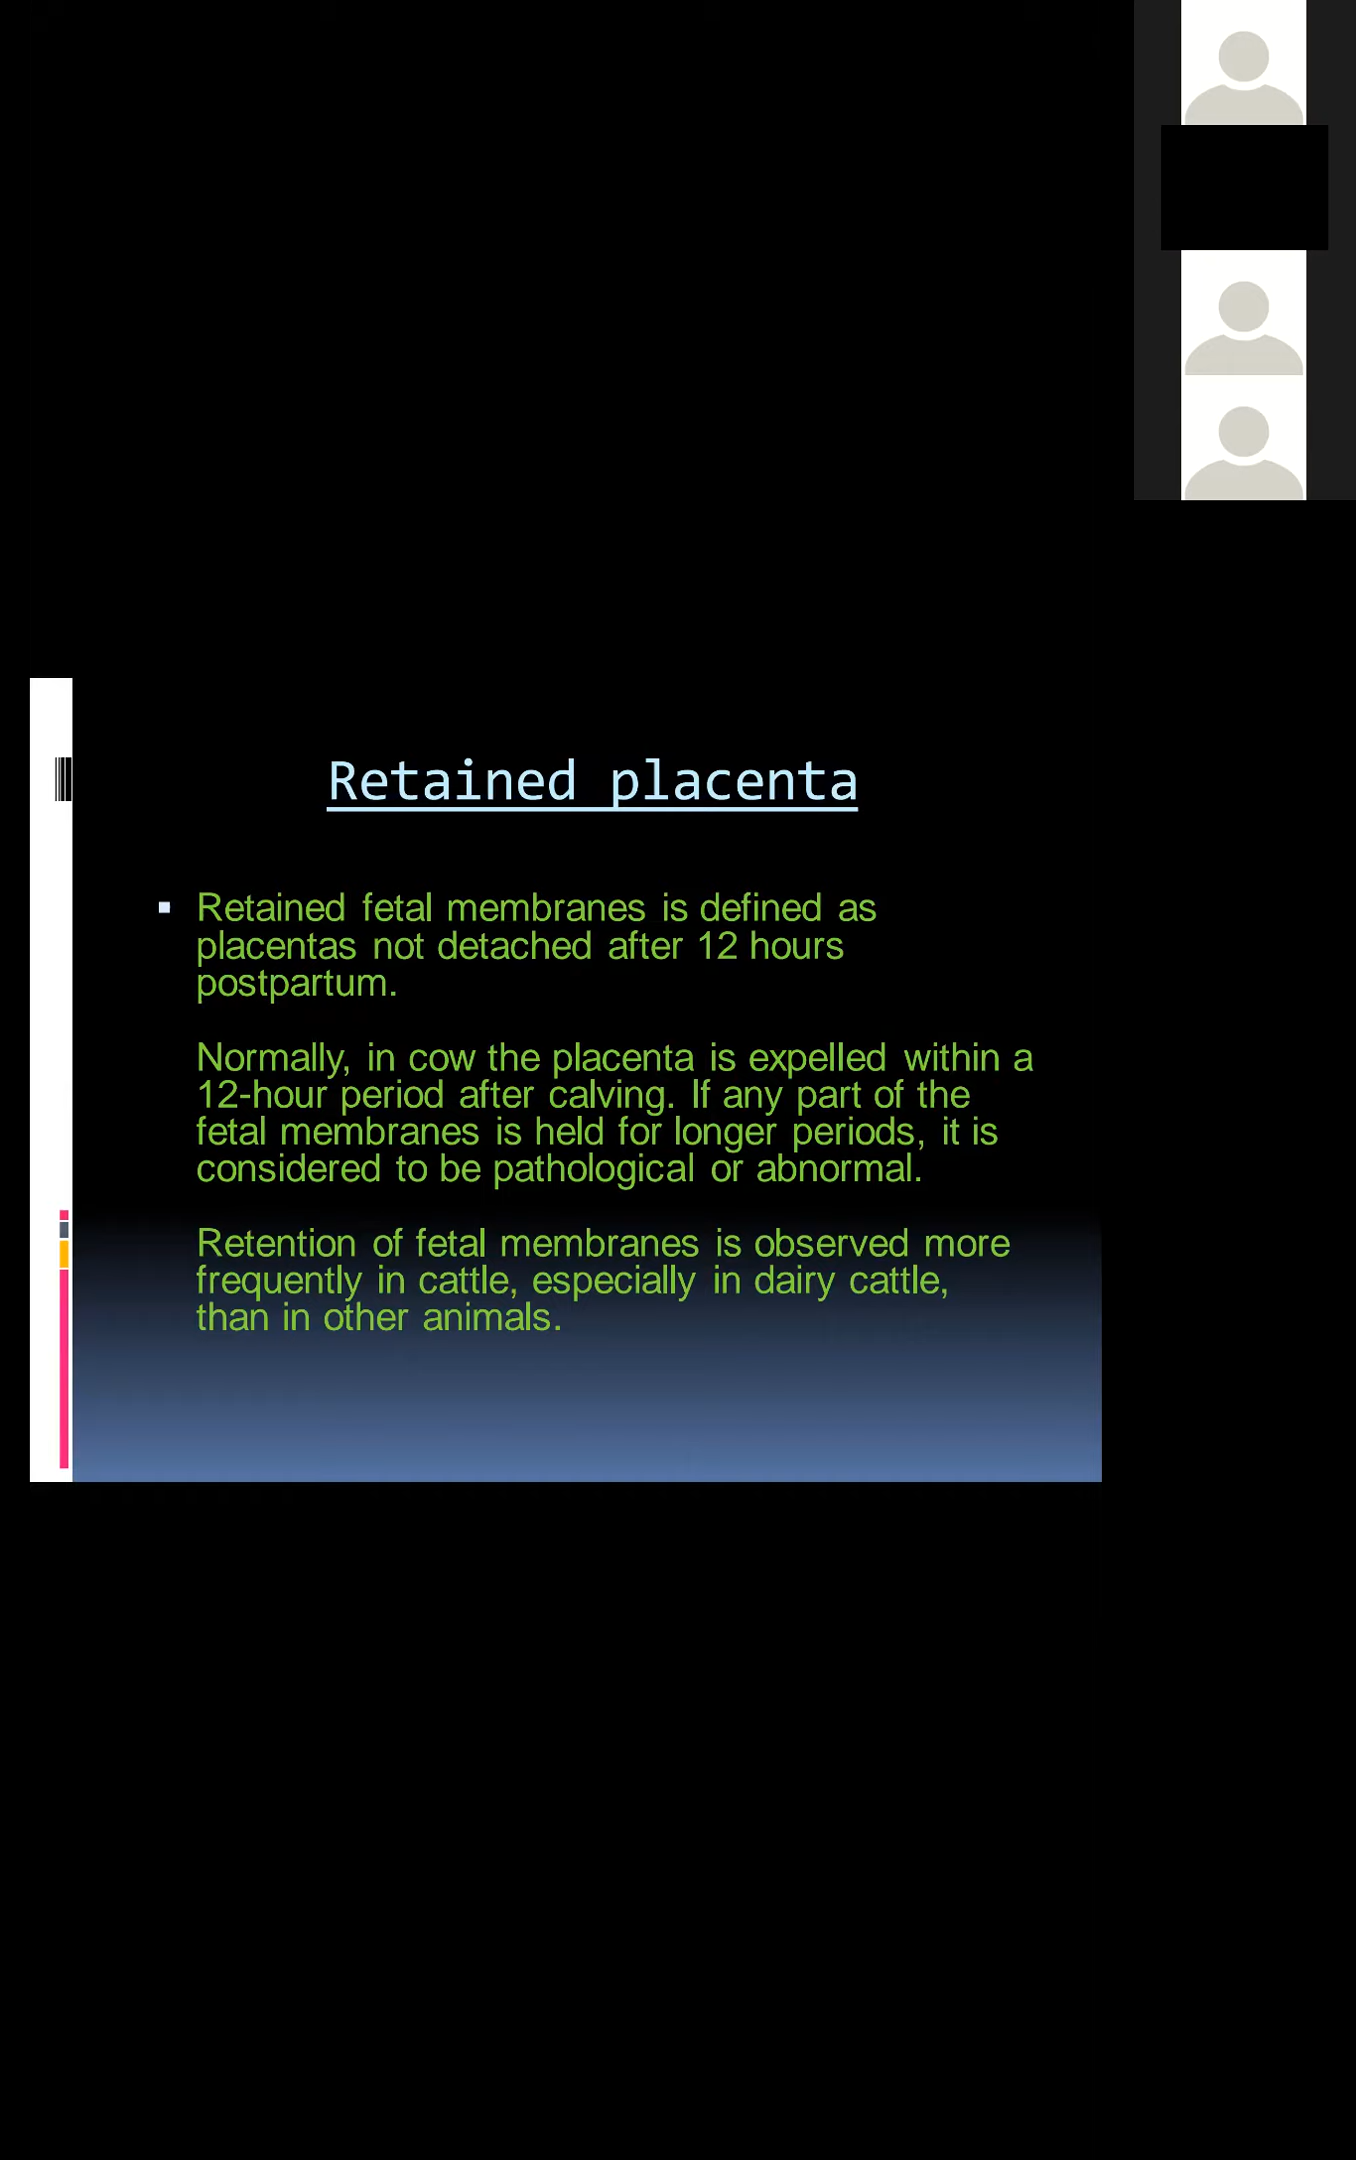 Retained placenta
▪ Retained fetal membranes is defined as
placentas not detached after 12 hours
postpartum.
Normally, in cow the placenta is expelled within a
12-hour period after calving. If any part of the
fetal membranes is held for longer periods, it is
considered to be pathological or abnormal.
Retention of fetal membranes is observed more
frequently in cattle, especially in dairy cattle,
than in other animals.